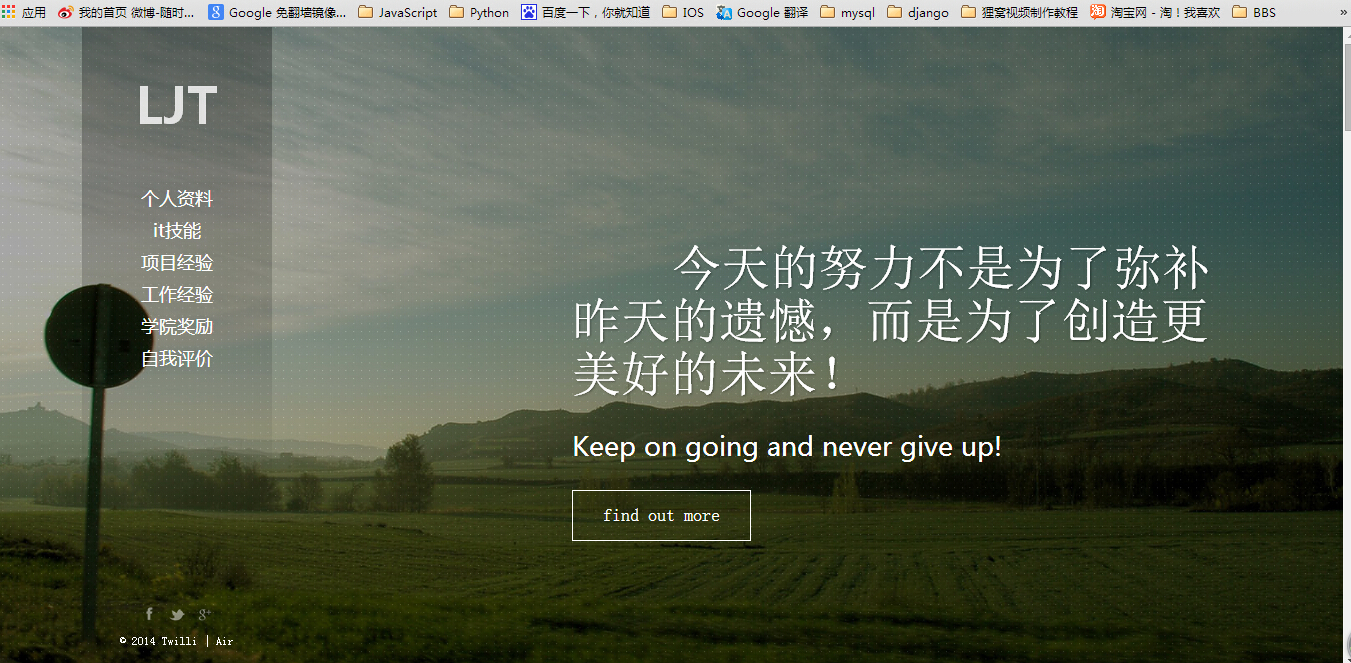 应用 我的首页 微博-随时... Google 免翻墙镜像... JavaScript Python 百度一下，你就知道 IOS Google 翻译 mysql django 狸窝视频制作教程 淘宝网 - 淘！我喜欢 BBS »
LJT
个人资料
it技能
项目经验
工作经验
学院奖励
自我评价
今天的努力不是为了弥补
昨天的遗憾，而是为了创造更
美好的未来！
Keep on going and never give up!
find out more
© 2014 Twilli | Air